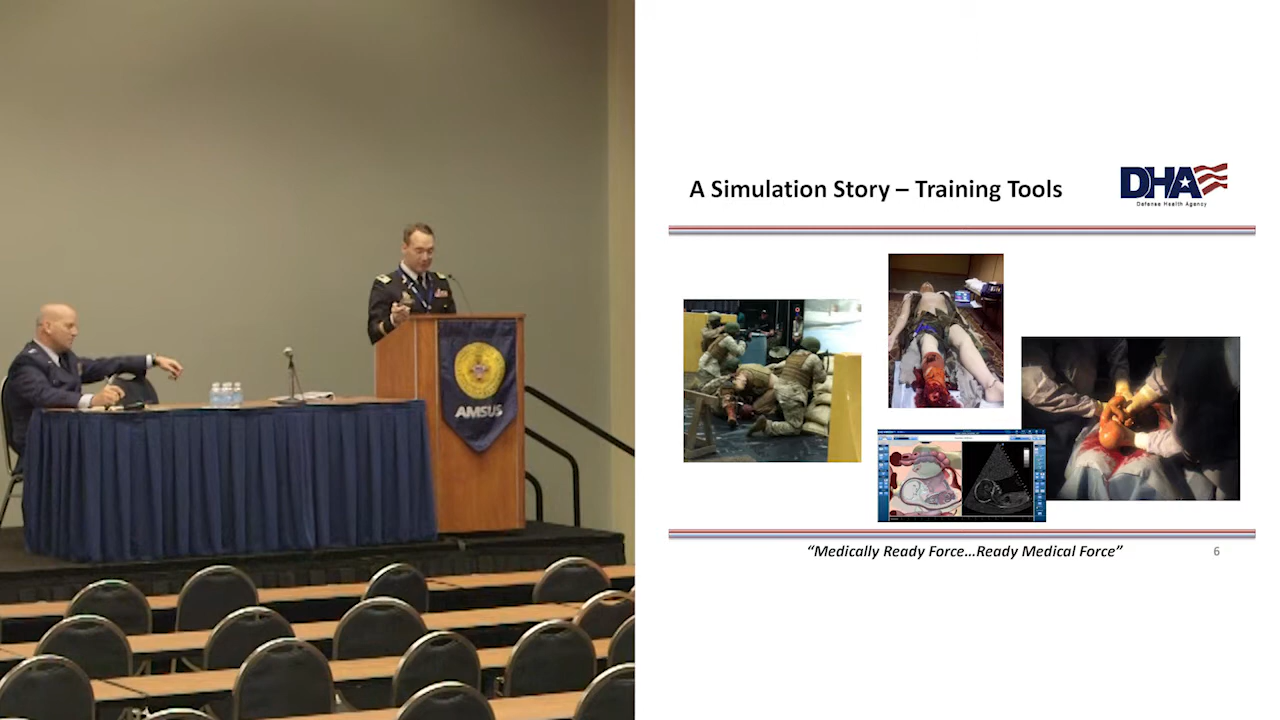 AMSUS
A Simulation Story – Training Tools
DHA
Defense Health Agency
“Medically Ready Force…Ready Medical Force”
6